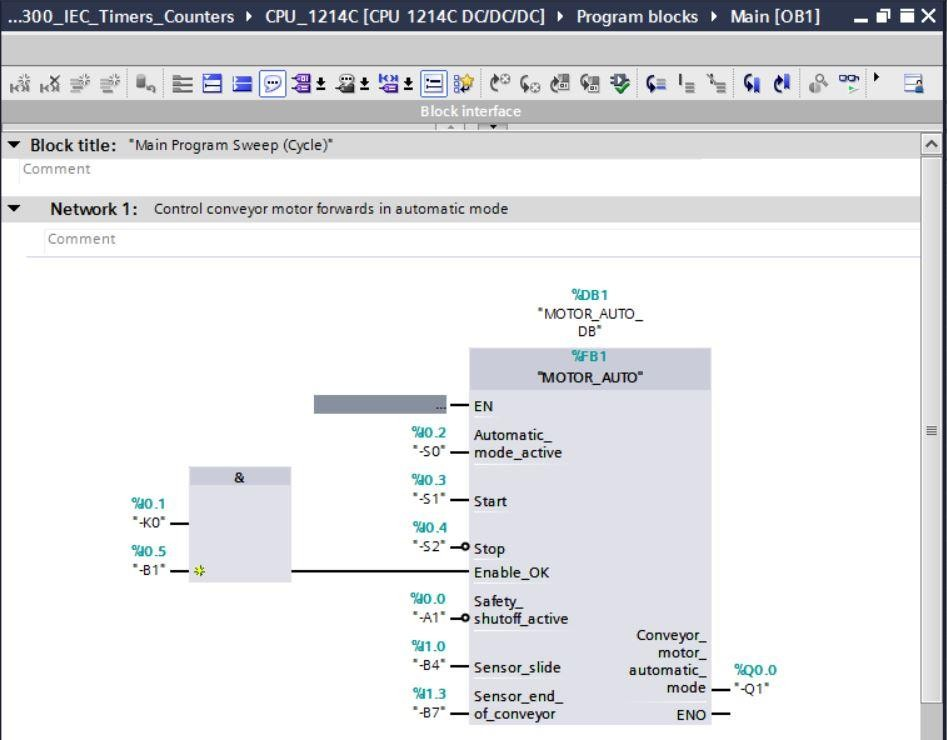 ...300_IEC_Timers_Counters ▸ CPU_1214C [CPU 1214C DC/DC/DC] ▸ Program blocks ▸ Main [OB1]
Block interface
Block title: "Main Program Sweep (Cycle)"
Comment
Network 1: Control conveyor motor forwards in automatic mode
Comment
%DB1
"MOTOR_AUTO_
DB"
%FB1
"MOTOR_AUTO"
... EN
%I0.2
"-S0"
Automatic_
mode_active
%I0.3
"-S1"
Start
%I0.4
"-S2"
Stop
&
%I0.1
"-K0"
%I0.5
"-B1"
Enable_OK
%I0.0
"-A1"
Safety_
shutoff_active
%I1.0
"-B4"
Sensor_slide
%I1.3
"-B7"
Sensor_end_
of_conveyor
Conveyor_
motor_
automatic_
mode
%Q0.0
"-Q1"
ENO